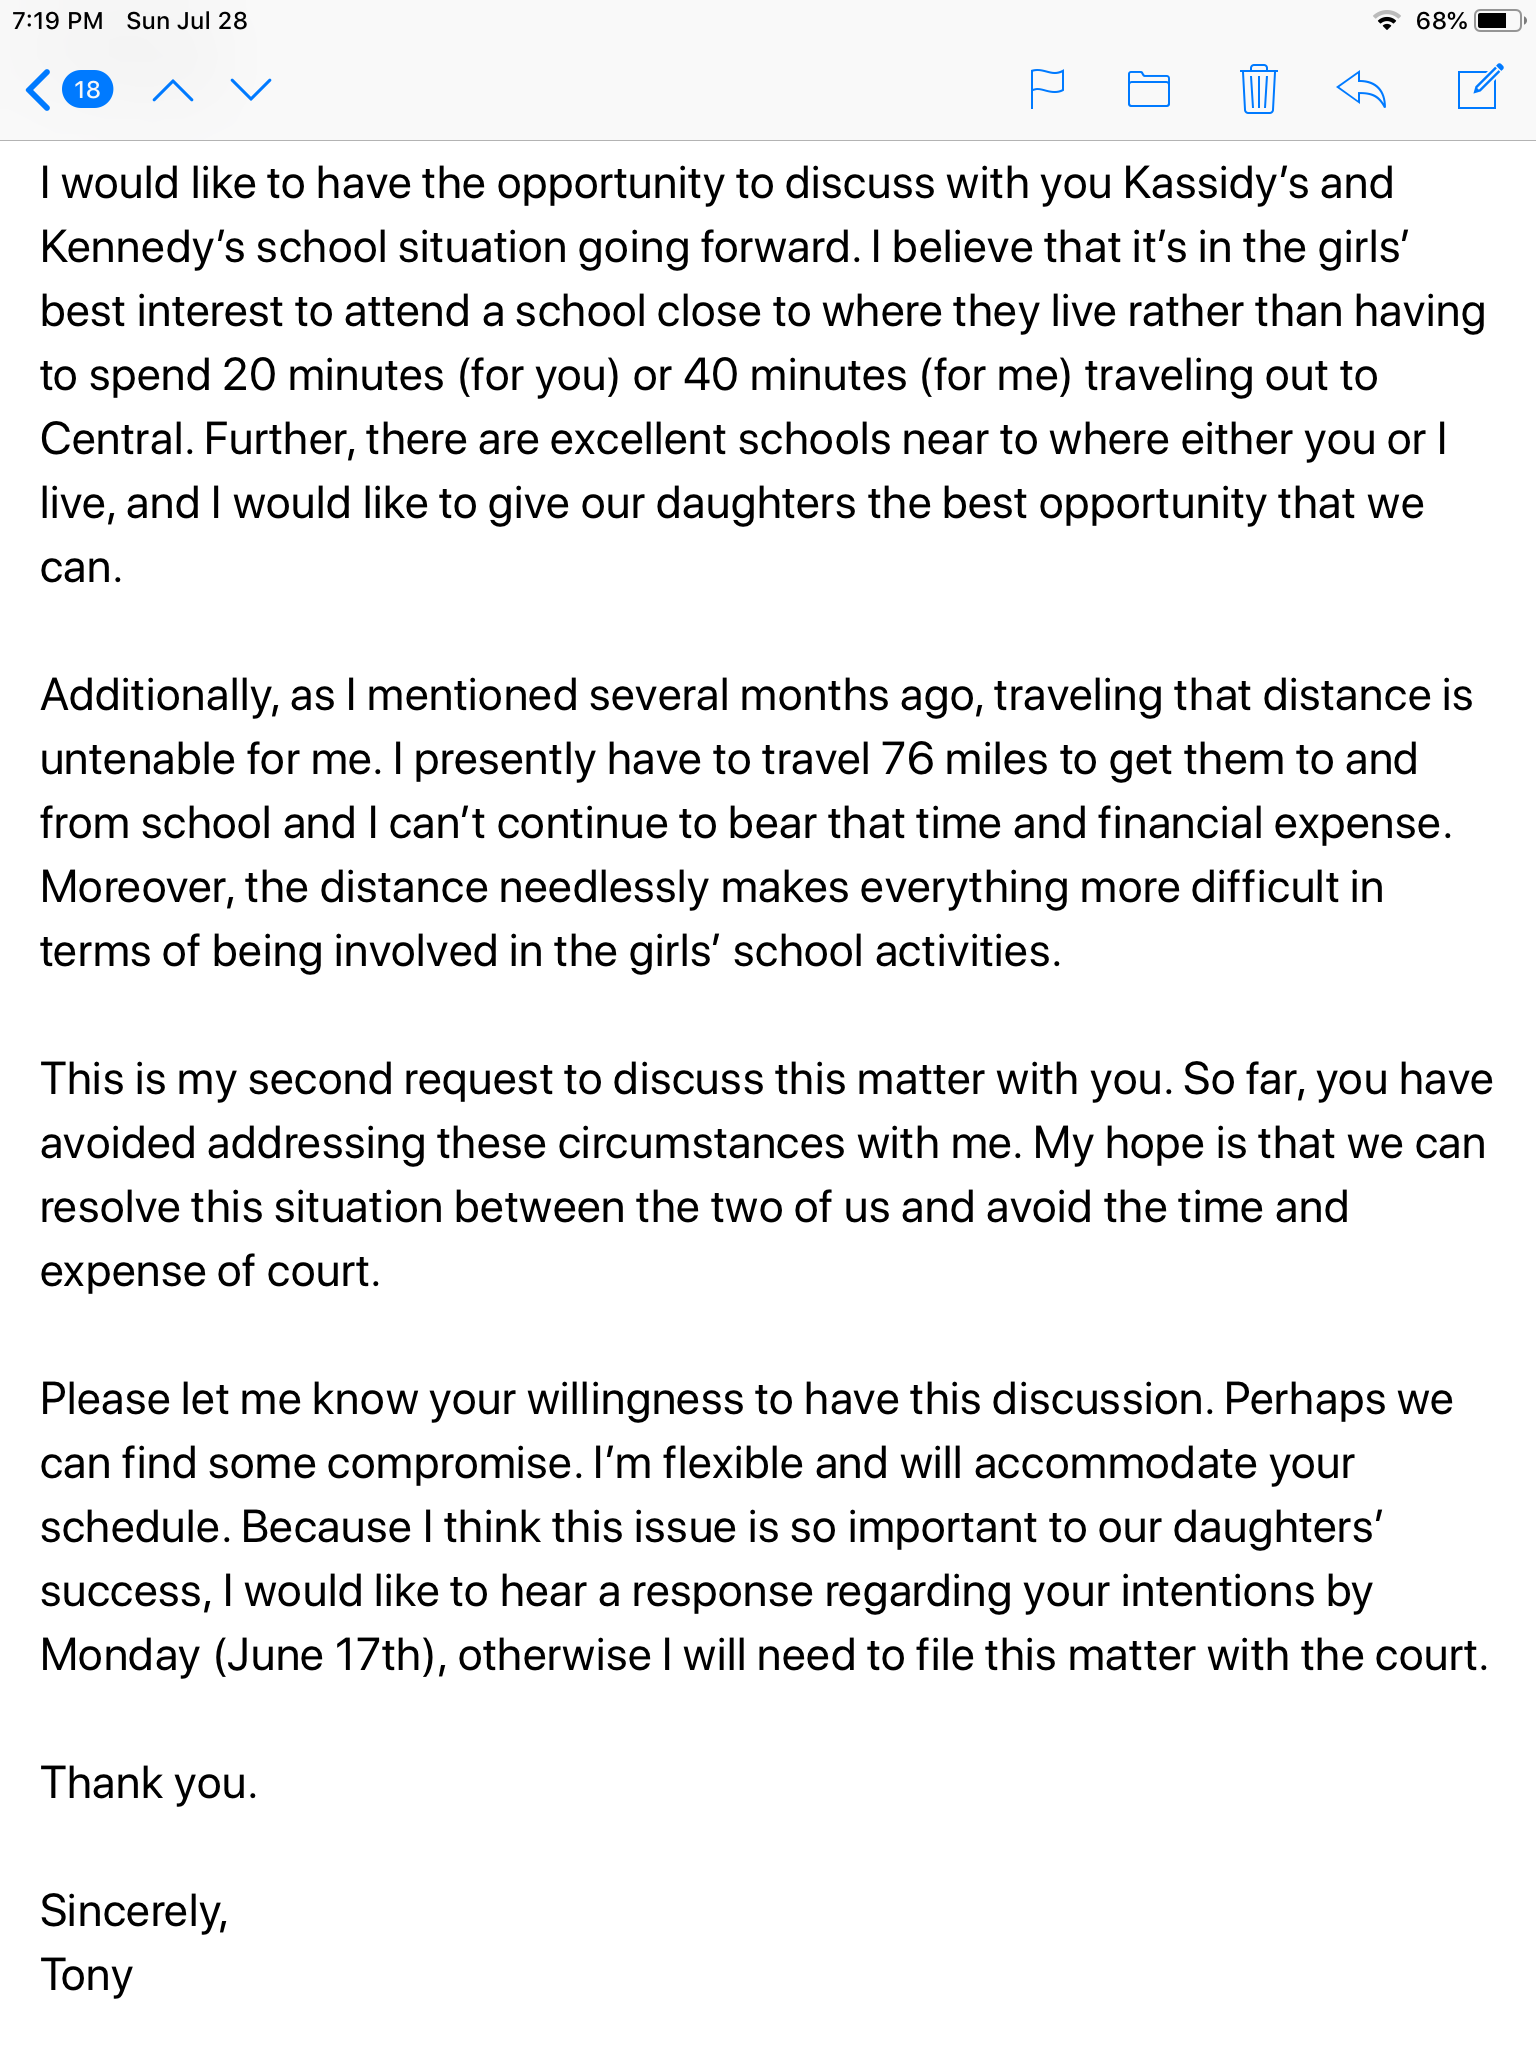 7:19 PM Sun Jul 28 68%
18
I would like to have the opportunity to discuss with you Kassidy’s and
Kennedy’s school situation going forward. I believe that it’s in the girls’
best interest to attend a school close to where they live rather than having
to spend 20 minutes (for you) or 40 minutes (for me) traveling out to
Central. Further, there are excellent schools near to where either you or I
live, and I would like to give our daughters the best opportunity that we
can.
Additionally, as I mentioned several months ago, traveling that distance is
untenable for me. I presently have to travel 76 miles to get them to and
from school and I can’t continue to bear that time and financial expense.
Moreover, the distance needlessly makes everything more difficult in
terms of being involved in the girls’ school activities.
This is my second request to discuss this matter with you. So far, you have
avoided addressing these circumstances with me. My hope is that we can
resolve this situation between the two of us and avoid the time and
expense of court.
Please let me know your willingness to have this discussion. Perhaps we
can find some compromise. I’m flexible and will accommodate your
schedule. Because I think this issue is so important to our daughters’
success, I would like to hear a response regarding your intentions by
Monday (June 17th), otherwise I will need to file this matter with the court.
Thank you.
Sincerely,
Tony